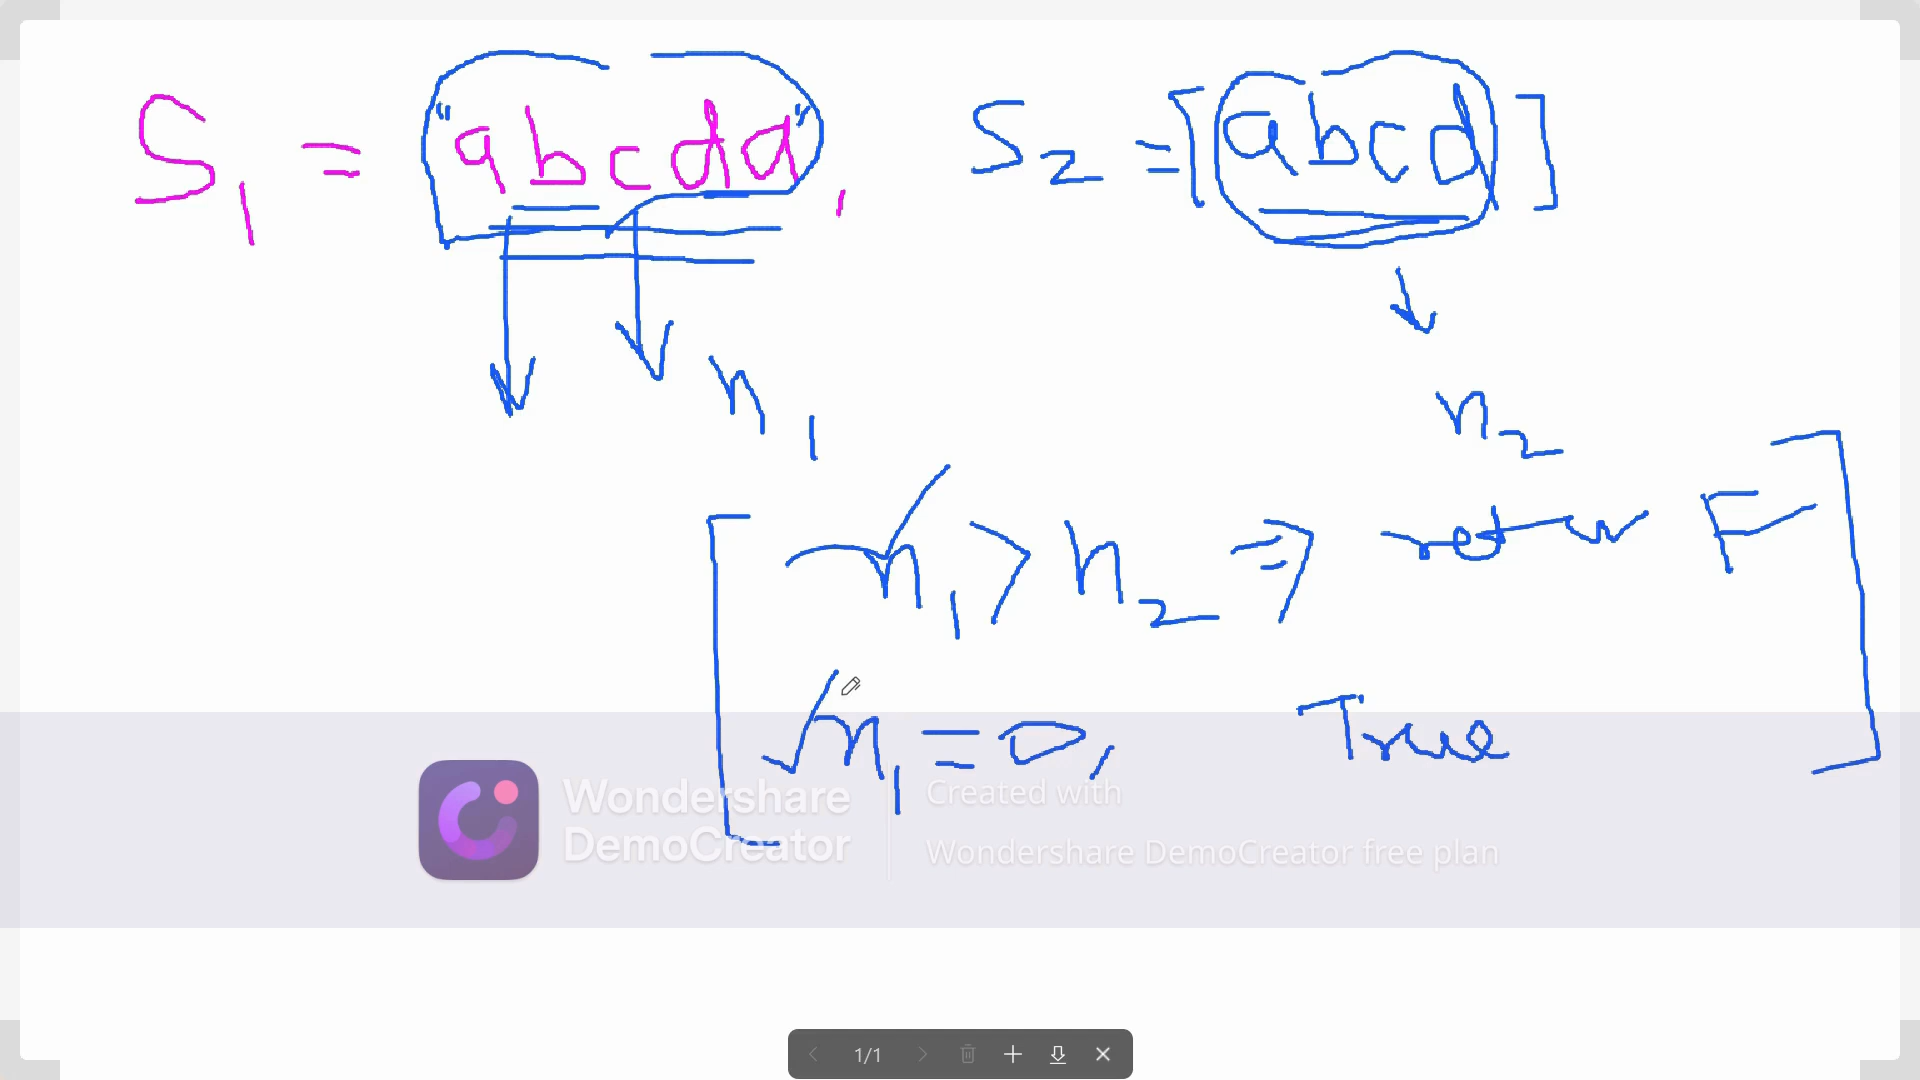 S1 = "abcdd", S2 = [abcd]
n1 n2
n1 > n2 => return F
n1 = 0, True
Wondershare
DemoCreator
Created with
Wondershare DemoCreator free plan
1/1